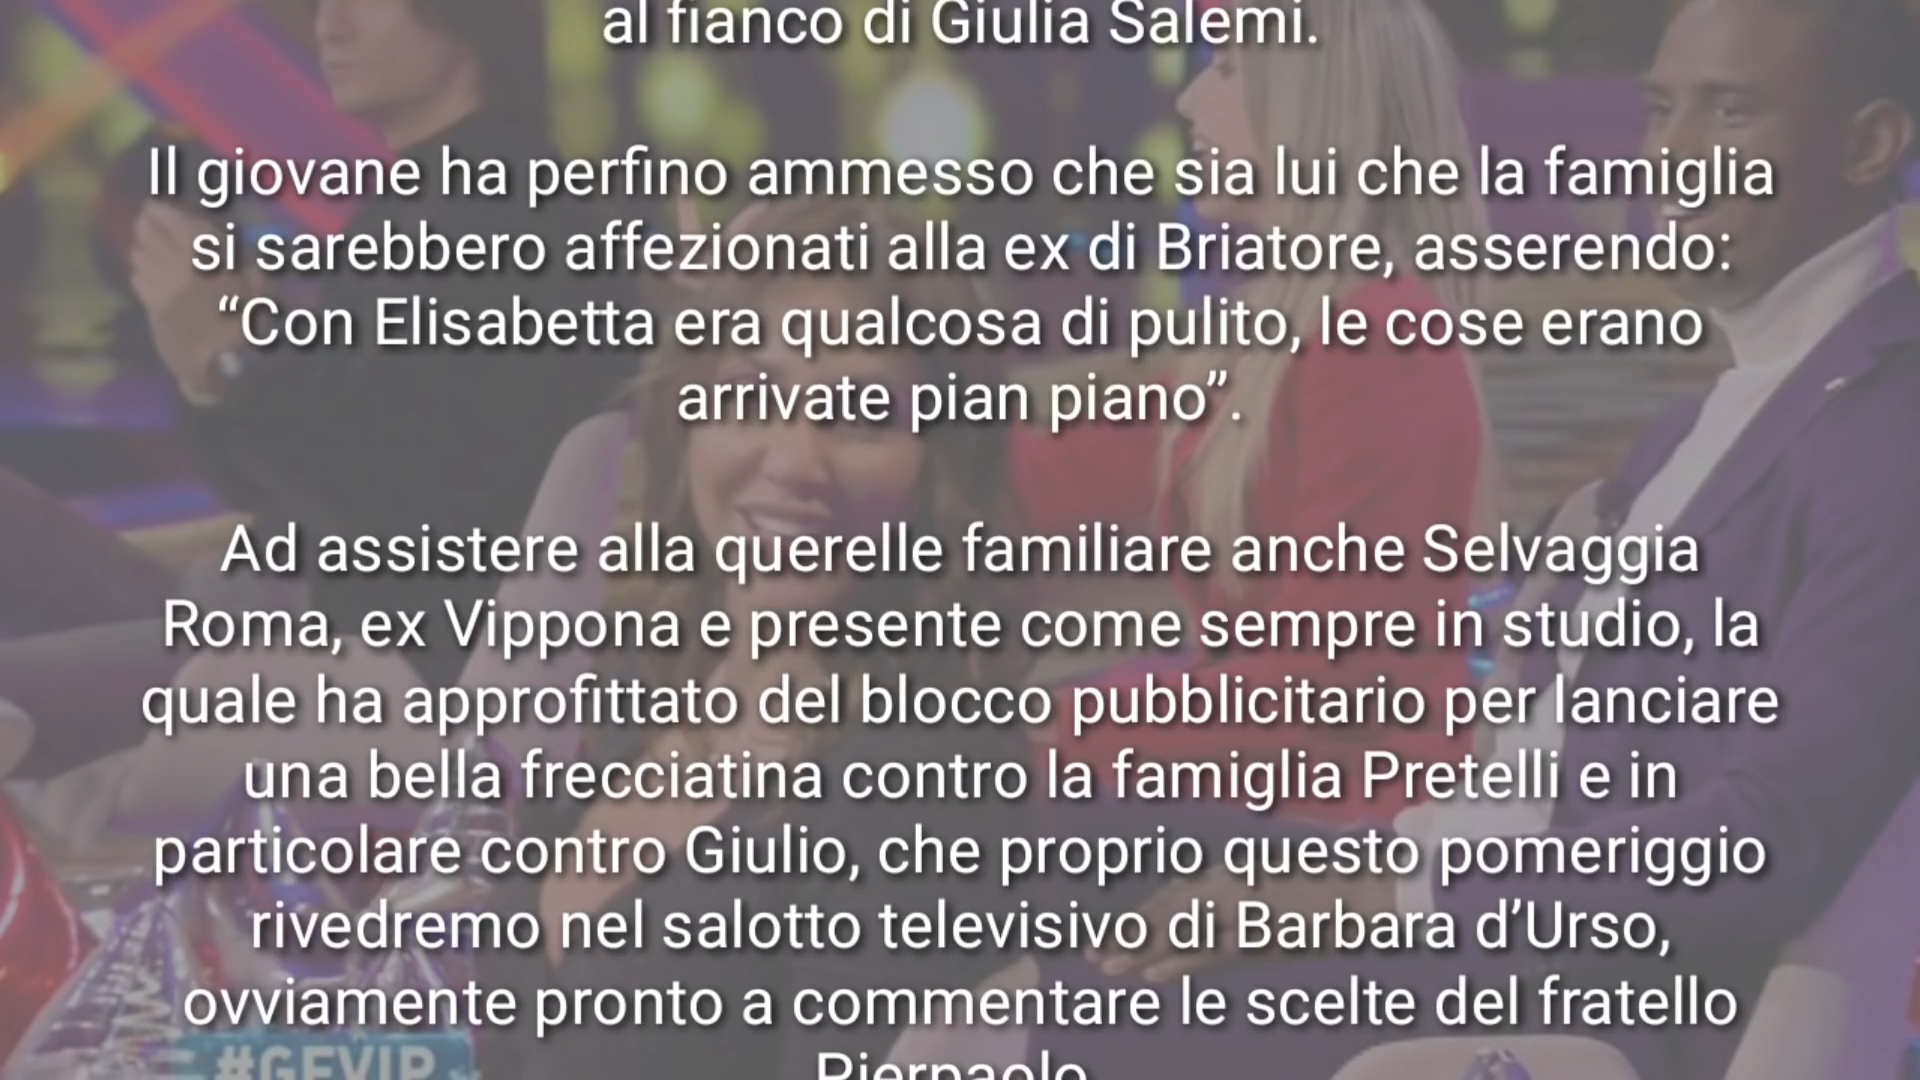 al fianco di Giulia Salemi.
Il giovane ha perfino ammesso che sia lui che la famiglia
si sarebbero affezionati alla ex di Briatore, asserendo:
“Con Elisabetta era qualcosa di pulito, le cose erano
arrivate pian piano”.
Ad assistere alla querelle familiare anche Selvaggia
Roma, ex Vippona e presente come sempre in studio, la
quale ha approfittato del blocco pubblicitario per lanciare
una bella frecciatina contro la famiglia Pretelli e in
particolare contro Giulio, che proprio questo pomeriggio
rivedremo nel salotto televisivo di Barbara d’Urso,
ovviamente pronto a commentare le scelte del fratello
Pierpaolo
#GFVIP